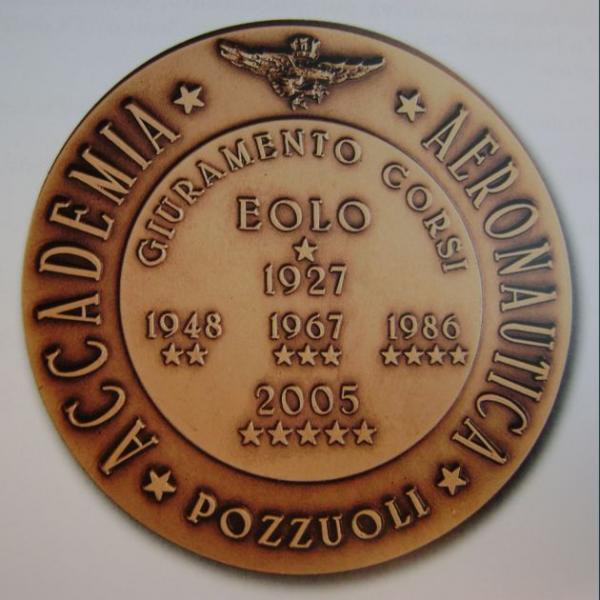 ACCADEMIA AERONAUTICA
GIURAMENTO CORSI
EOLO
1927
1948 1967 1986
2005
POZZUOLI